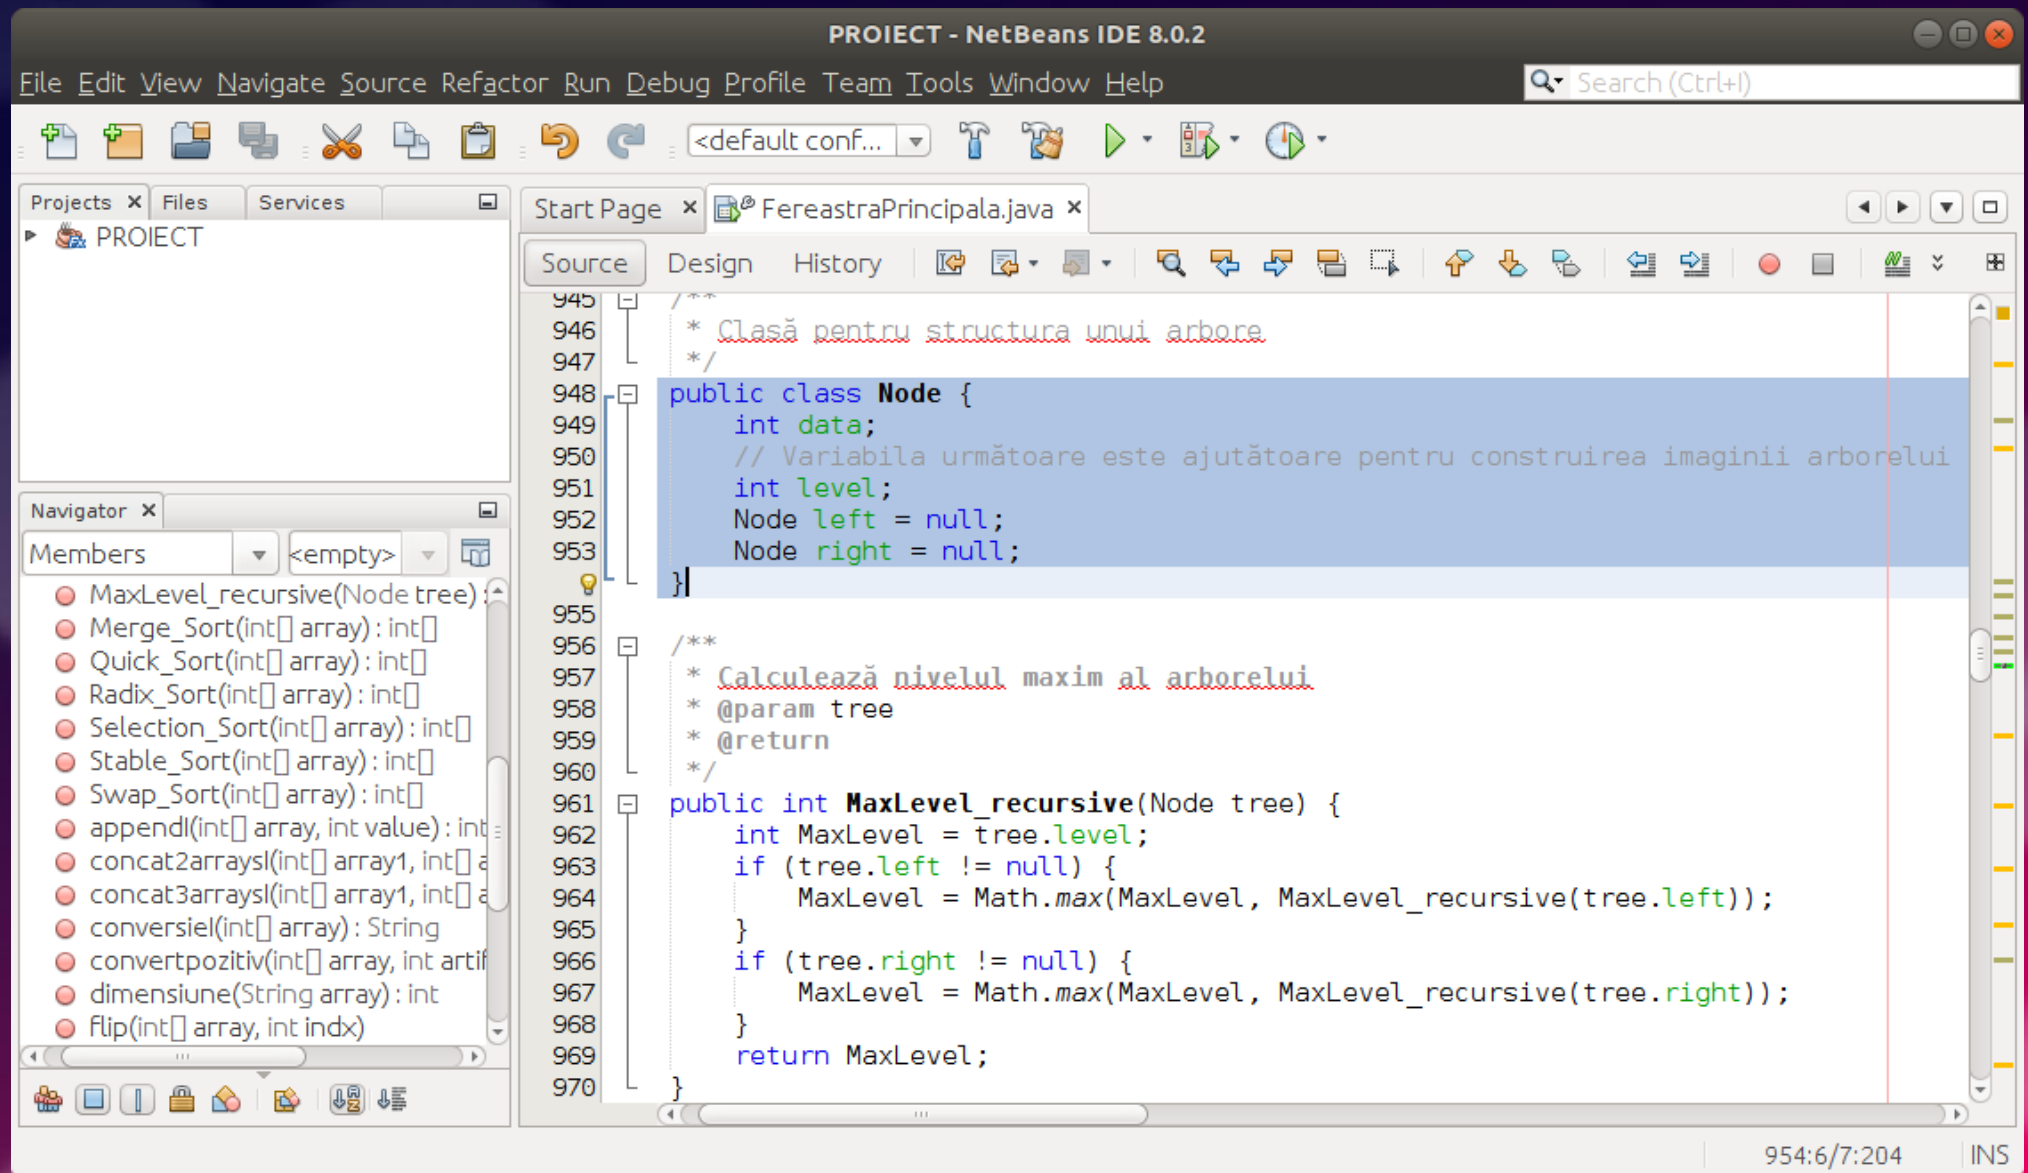 PROIECT - NetBeans IDE 8.0.2
File Edit View Navigate Source Refactor Run Debug Profile Team Tools Window Help
Search (Ctrl+I)
<default conf...
Projects Files Services
PROIECT
Navigator
Members <empty>
MaxLevel_recursive(Node tree) :
Merge_Sort(int[] array) : int[]
Quick_Sort(int[] array) : int[]
Radix_Sort(int[] array) : int[]
Selection_Sort(int[] array) : int[]
Stable_Sort(int[] array) : int[]
Swap_Sort(int[] array) : int[]
appendI(int[] array, int value) : int
concat2arraysI(int[] array1, int[] a
concat3arraysI(int[] array1, int[] a
conversieI(int[] array) : String
convertpozitiv(int[] array, int artif
dimensiune(String array) : int
flip(int[] array, int indx)
Start Page FereastraPrincipala.java
Source Design History
945 /**
946 * Clasă pentru structura unui arbore
947 */
948 public class Node {
949 int data;
950 // Variabila următoare este ajutătoare pentru construirea imaginii arborelui
951 int level;
952 Node left = null;
953 Node right = null;
}
955
956 /**
957 * Calculează nivelul maxim al arborelui
958 * @param tree
959 * @return
960 */
961 public int MaxLevel_recursive(Node tree) {
962 int MaxLevel = tree.level;
963 if (tree.left != null) {
964 MaxLevel = Math.max(MaxLevel, MaxLevel_recursive(tree.left));
965 }
966 if (tree.right != null) {
967 MaxLevel = Math.max(MaxLevel, MaxLevel_recursive(tree.right));
968 }
969 return MaxLevel;
970 }
954:6/7:204 INS